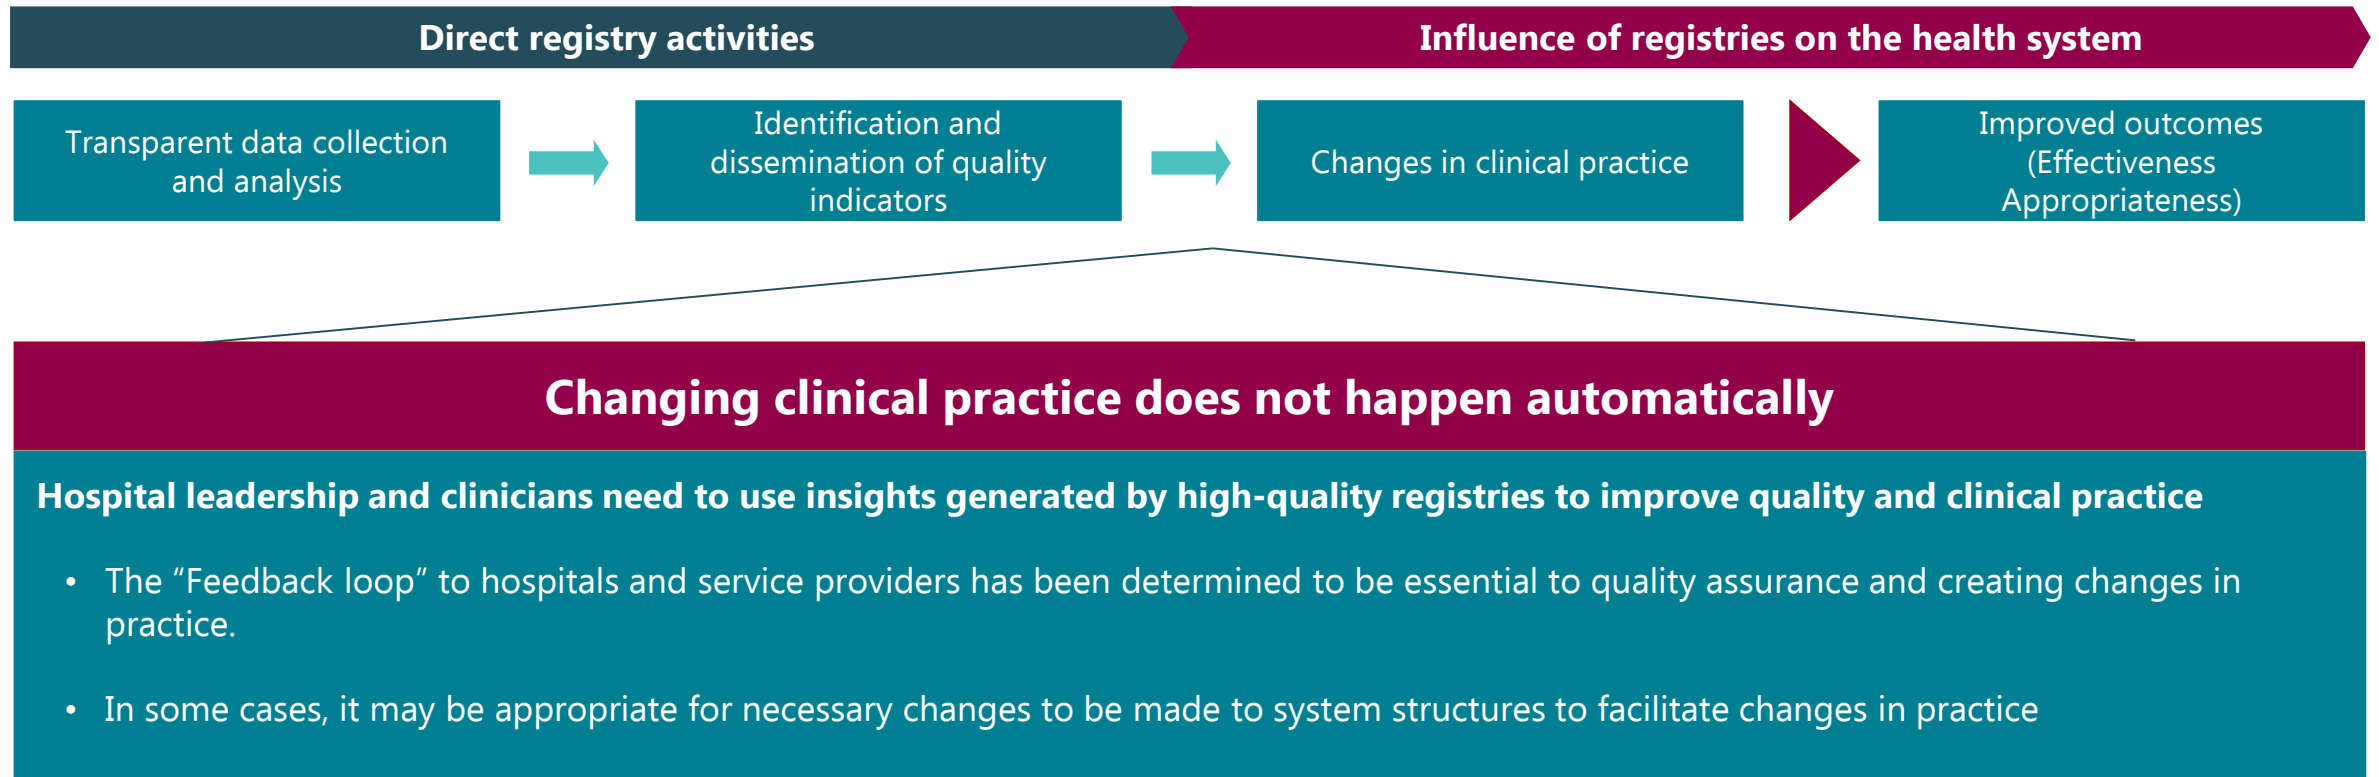 Direct registry activities
Influence of registries on the health system
Transparent data collection
and analysis
Identification and
dissemination of quality
indicators
Changes in clinical practice
Improved outcomes
(Effectiveness
Appropriateness)
Changing clinical practice does not happen automatically
Hospital leadership and clinicians need to use insights generated by high-quality registries to improve quality and clinical practice
• The “Feedback loop” to hospitals and service providers has been determined to be essential to quality assurance and creating changes in
practice.
• In some cases, it may be appropriate for necessary changes to be made to system structures to facilitate changes in practice